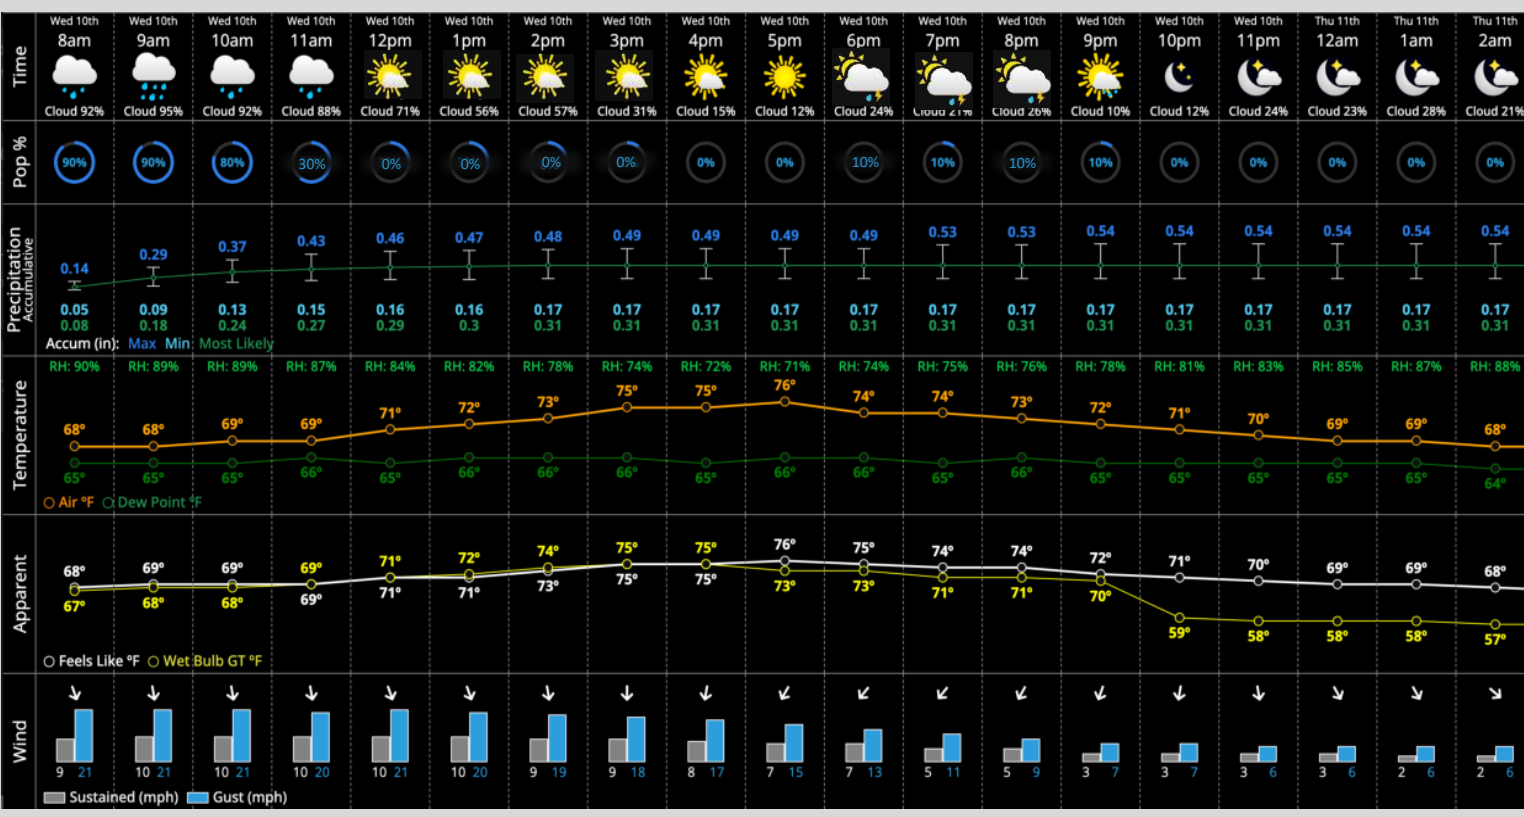 Wed 10th Wed 10th Wed 10th Wed 10th Wed 10th Wed 10th Wed 10th Wed 10th Wed 10th Wed 10th Wed 10th Wed 10th Wed 10th Wed 10th Wed 10th Wed 10th Thu 11th Thu 11th Thu 11th
Time
8am 9am 10am 11am 12pm 1pm 2pm 3pm 4pm 5pm 6pm 7pm 8pm 9pm 10pm 11pm 12am 1am 2am
Cloud 92% Cloud 95% Cloud 92% Cloud 88% Cloud 71% Cloud 56% Cloud 57% Cloud 31% Cloud 15% Cloud 12% Cloud 24% Cloud 21% Cloud 26% Cloud 10% Cloud 12% Cloud 24% Cloud 23% Cloud 28% Cloud 21%
Pop %
90% 90% 80% 30% 0% 0% 0% 0% 0% 0% 10% 10% 10% 10% 0% 0% 0% 0% 0%
Precipitation
Accumulative
0.14 0.29 0.37 0.43 0.46 0.47 0.48 0.49 0.49 0.49 0.49 0.53 0.53 0.54 0.54 0.54 0.54 0.54 0.54
0.05 0.09 0.13 0.15 0.16 0.16 0.17 0.17 0.17 0.17 0.17 0.17 0.17 0.17 0.17 0.17 0.17 0.17 0.17
0.08 0.18 0.24 0.27 0.29 0.3 0.31 0.31 0.31 0.31 0.31 0.31 0.31 0.31 0.31 0.31 0.31 0.31 0.31
Accum (in): Max Min Most Likely
Temperature
RH: 90% RH: 89% RH: 89% RH: 87% RH: 84% RH: 82% RH: 78% RH: 74% RH: 72% RH: 71% RH: 74% RH: 75% RH: 76% RH: 78% RH: 81% RH: 83% RH: 85% RH: 87% RH: 88%
68° 68° 69° 69° 71° 72° 73° 75° 75° 76° 74° 74° 73° 72° 71° 70° 69° 69° 68°
65° 65° 65° 66° 65° 66° 66° 66° 65° 66° 66° 65° 66° 65° 65° 65° 65° 65° 64°
Air °F Dew Point °F
Apparent
68° 69° 69° 69° 71° 72° 74° 75° 75° 76° 75° 74° 74° 72° 71° 70° 69° 69° 68°
67° 68° 68° 69° 71° 71° 73° 75° 75° 73° 73° 71° 71° 70° 59° 58° 58° 58° 57°
Feels Like °F Wet Bulb GT °F
Wind
9 21 10 21 10 21 10 20 10 21 10 20 9 19 9 18 8 17 7 15 7 13 5 11 5 9 3 7 3 7 3 6 3 6 2 6 2 6
Sustained (mph) Gust (mph)